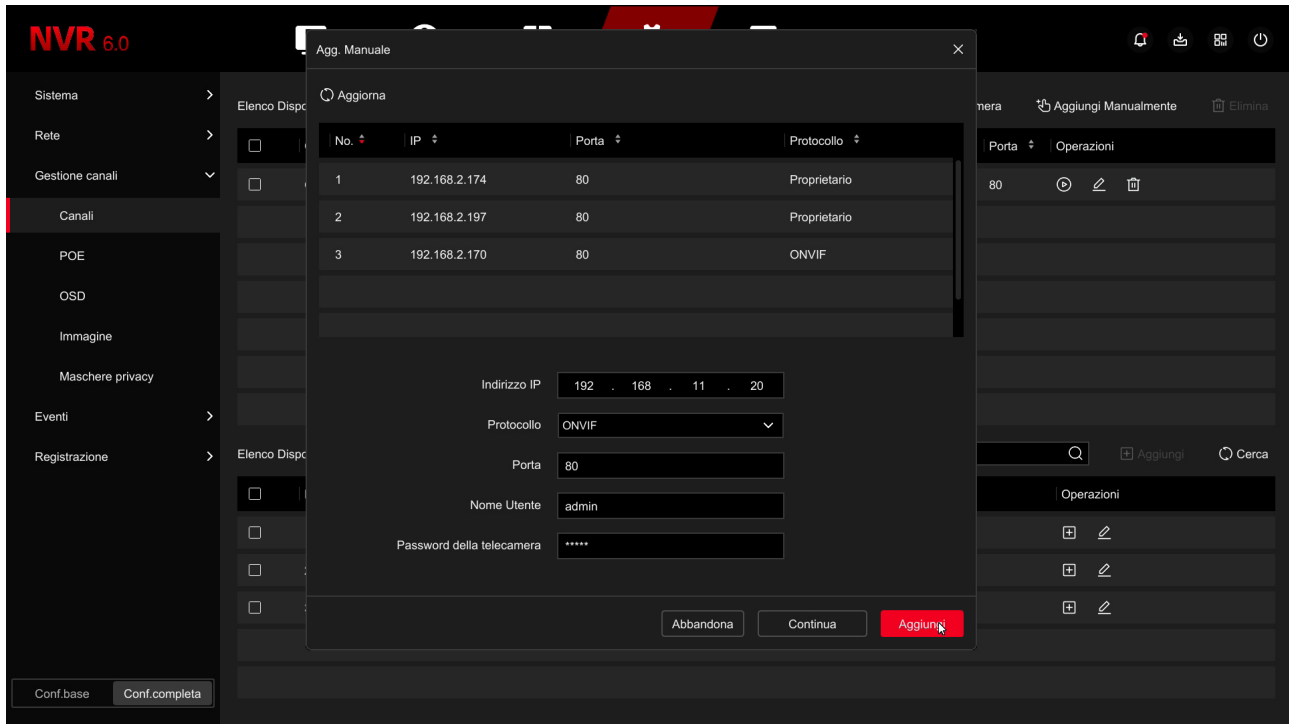 NVR 6.0
Agg. Manuale
Aggiorna
No. IP Porta Protocollo
1 192.168.2.174 80 Proprietario
2 192.168.2.197 80 Proprietario
3 192.168.2.170 80 ONVIF
Indirizzo IP 192 . 168 . 11 . 20
Protocollo ONVIF
Porta 80
Nome Utente admin
Password della telecamera *****
Abbandona Continua Aggiungi
Sistema
Rete
Gestione canali
Canali
POE
OSD
Immagine
Maschere privacy
Eventi
Registrazione
Conf.base Conf.completa
Elenco
Aggiungi Manualmente Elimina
Porta Operazioni
80
Elenco
Aggiungi Cerca
Operazioni